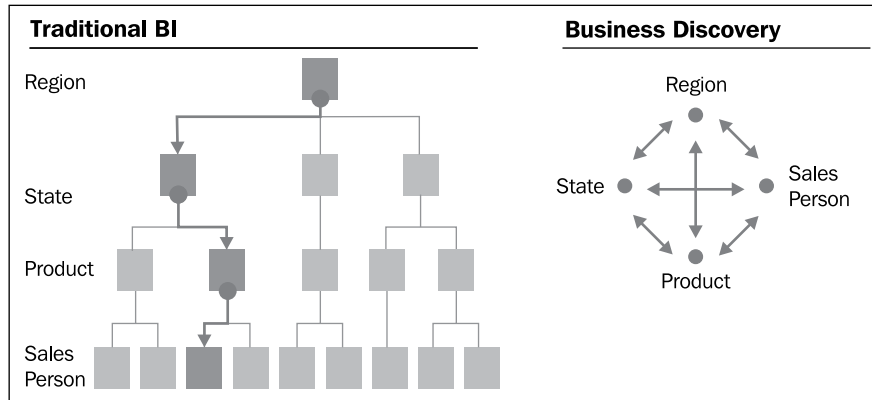 Traditional BI
Region
State
Product
Sales
Person
Business Discovery
Region
State
Sales
Person
Product